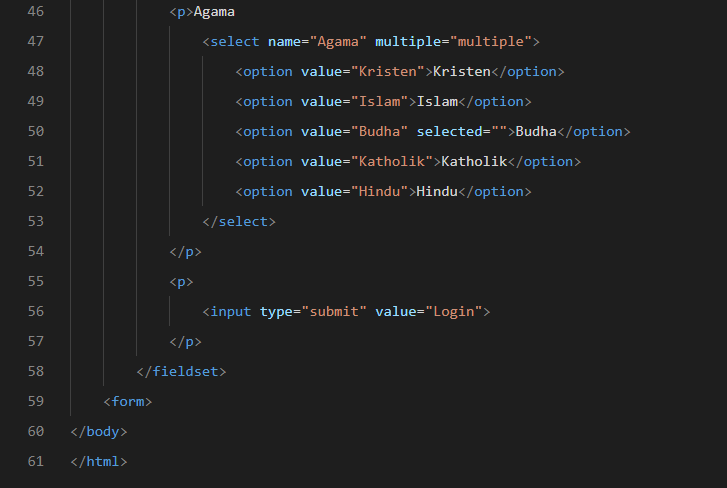 46 <p>Agama
47 <select name="Agama" multiple="multiple">
48 <option value="Kristen">Kristen</option>
49 <option value="Islam">Islam</option>
50 <option value="Budha" selected="">Budha</option>
51 <option value="Katholik">Katholik</option>
52 <option value="Hindu">Hindu</option>
53 </select>
54 </p>
55 <p>
56 <input type="submit" value="Login">
57 </p>
58 </fieldset>
59 <form>
60 </body>
61 </html>